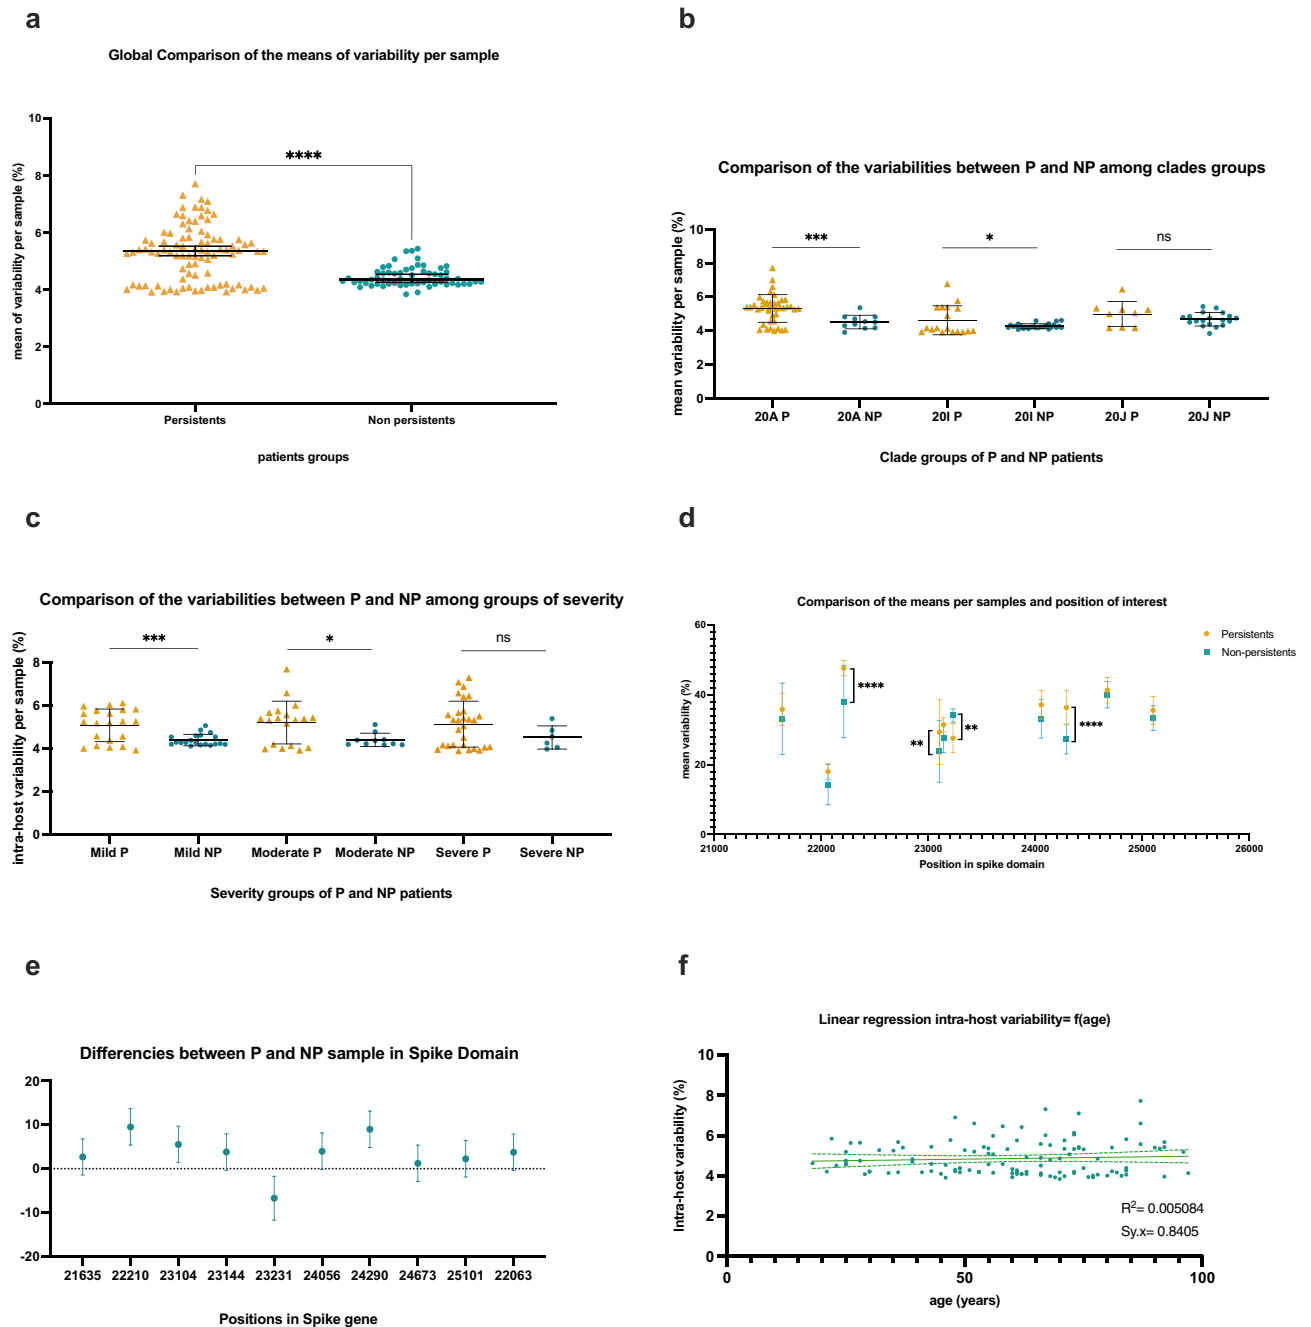 a
Global Comparison of the means of variability per sample
mean of variability per sample (%)
10
8
6
4
2
0
****
Persistents
Non persistents
patients groups
b
Comparison of the variabilities between P and NP among clades groups
mean variability per sample (%)
10
8
6
4
2
0
***
*
ns
20A P
20A NP
20I P
20I NP
20J P
20J NP
Clade groups of P and NP patients
c
Comparison of the variabilities between P and NP among groups of severity
intra-host variability per sample (%)
8
6
4
2
0
***
*
ns
Mild P
Mild NP
Moderate P
Moderate NP
Severe P
Severe NP
Severity groups of P and NP patients
d
Comparison of the means per samples and position of interest
mean variability (%)
60
40
20
0
****
**
**
****
Persistents
Non-persistents
21000
22000
23000
24000
25000
26000
Position in spike domain
e
Differencies between P and NP sample in Spike Domain
20
10
0
-10
-20
21635
22210
23104
23144
23231
24056
24290
24673
25101
22063
Positions in Spike gene
f
Linear regression intra-host variability= f(age)
Intra-host variability (%)
10
8
6
4
2
0
R²= 0.005084
Sy.x= 0.8405
0
50
100
age (years)